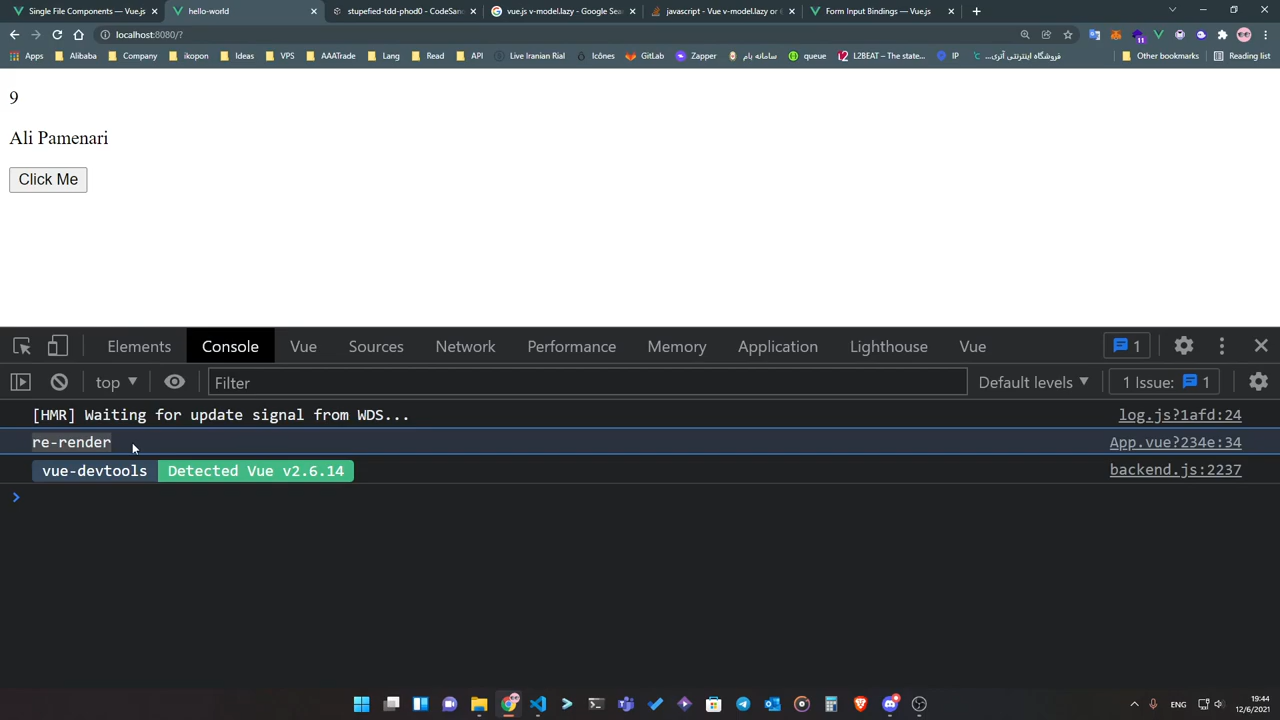 Single File Components — Vue.js
hello-world
stupefied-tdd-phod0 - CodeSan
vue.js v-model.lazy - Google Sea
javascript - Vue v-model.lazy or
Form Input Bindings — Vue.js
localhost:8080/?
Apps
Alibaba
Company
ikopon
Ideas
VPS
AAATrade
Lang
Read
API
Live Iranian Rial
Icônes
GitLab
Zapper
سامانه بام
queue
L2BEAT – The state...
IP
فروشگاه اینترنتی آتری...
Other bookmarks
Reading list
9
Ali Pamenari
Click Me
Elements
Console
Vue
Sources
Network
Performance
Memory
Application
Lighthouse
Vue
1
top
Filter
Default levels
1 Issue: 1
[HMR] Waiting for update signal from WDS... log.js?1afd:24
re-render App.vue?234e:34
vue-devtools Detected Vue v2.6.14 backend.js:2237
ENG
19:44
12/6/2021